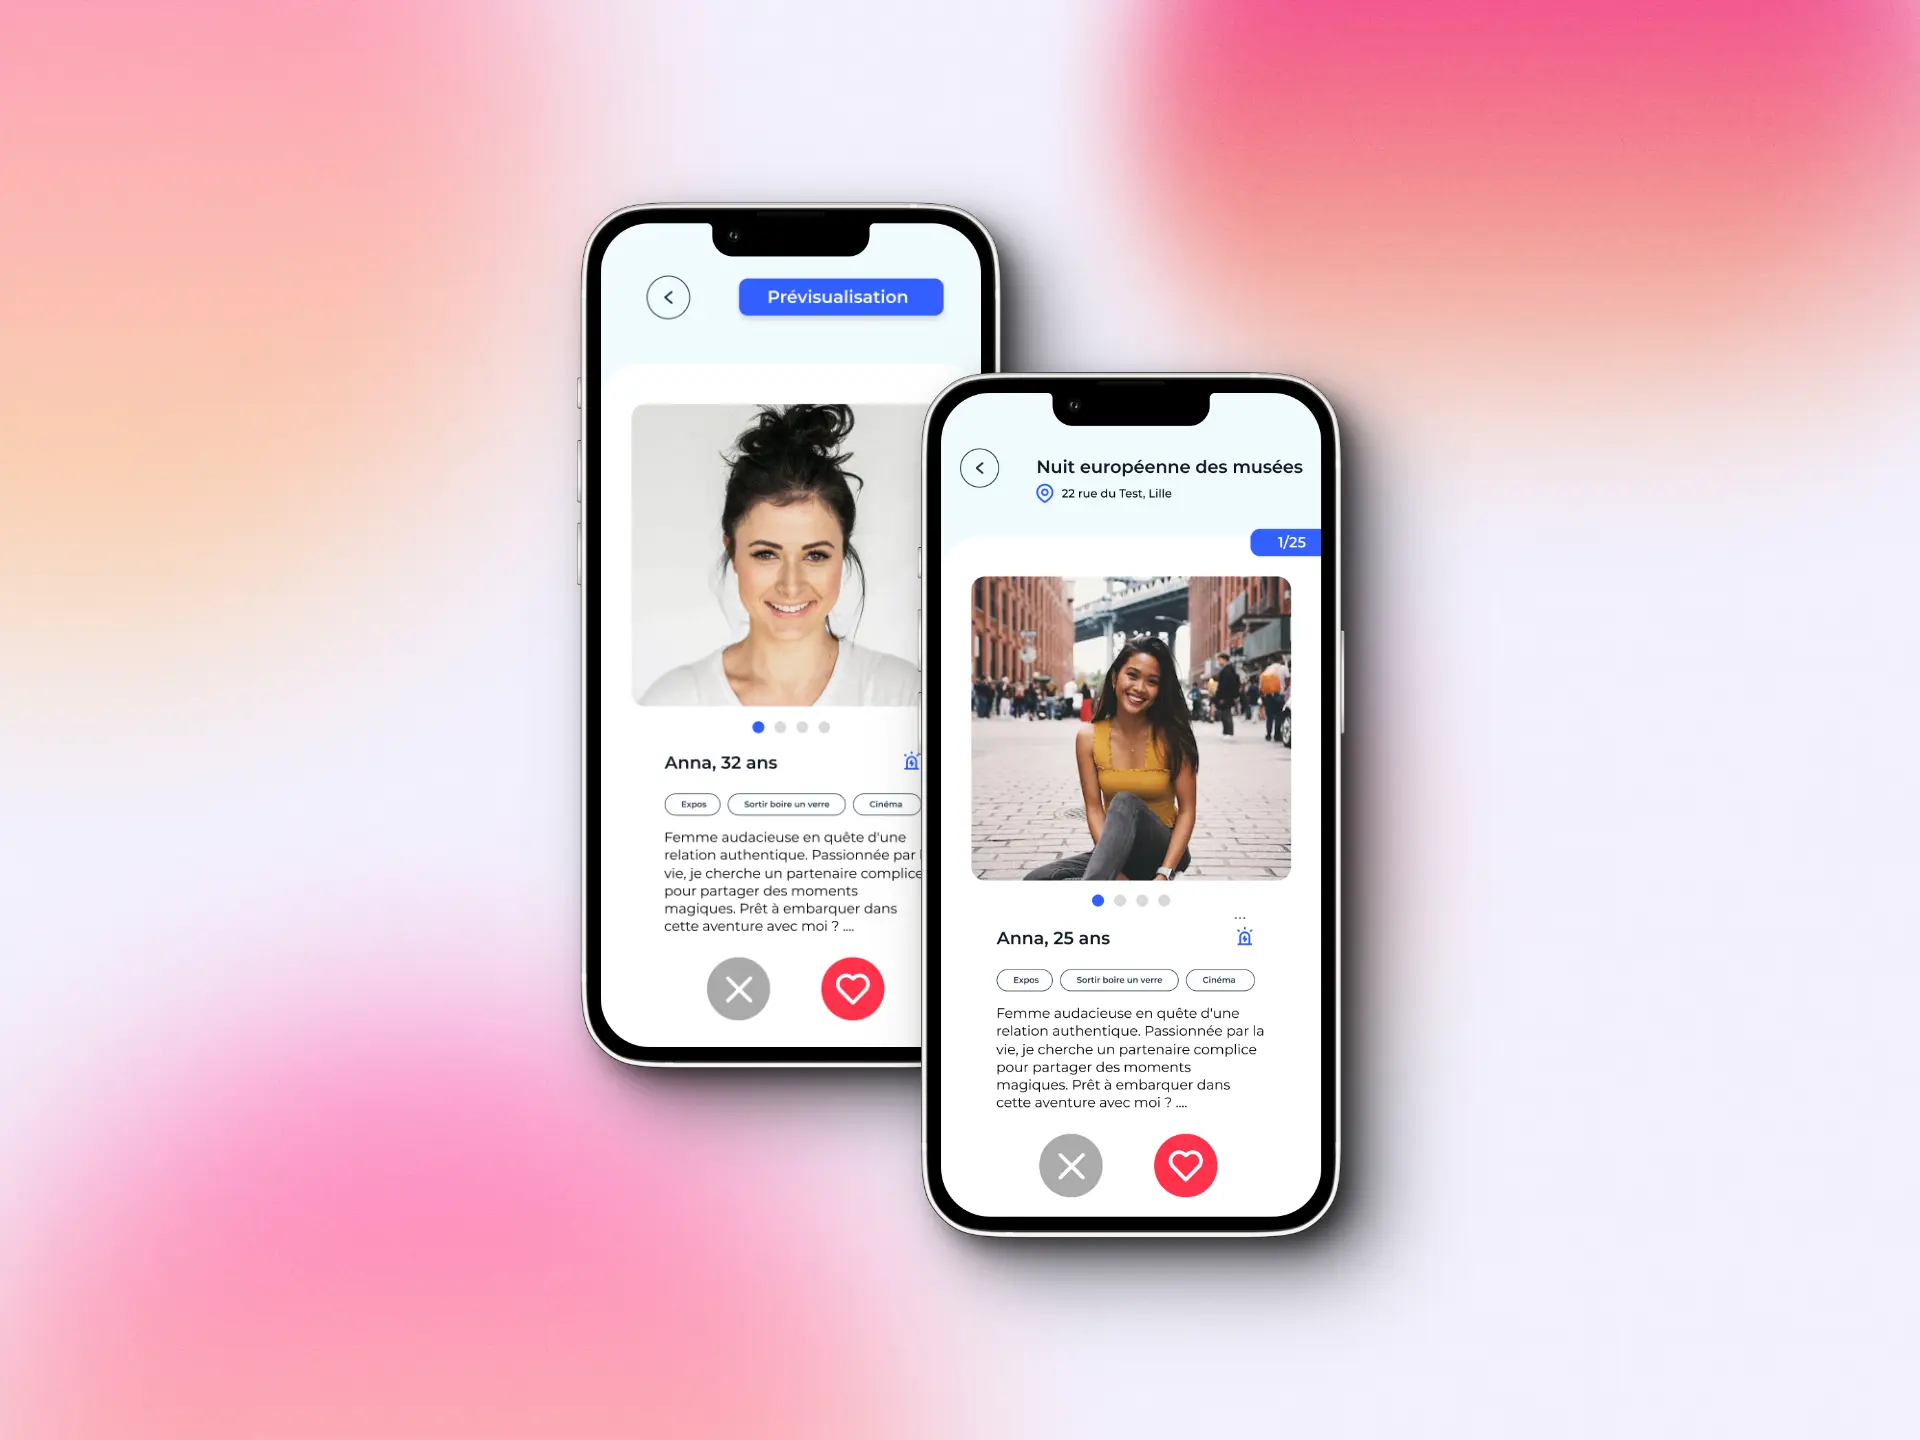 Prévisualisation
Anna, 32 ans
Expos
Sortir boire un verre
Cinéma
Femme audacieuse en quête d'une
relation authentique. Passionnée par
vie, je cherche un partenaire complice
pour partager des moments
magiques. Prêt à embarquer dans
cette aventure avec moi ? ....
Nuit européenne des musées
22 rue du Test, Lille
1/25
...
Anna, 25 ans
Expos
Sortir boire un verre
Cinéma
Femme audacieuse en quête d'une
relation authentique. Passionnée par la
vie, je cherche un partenaire complice
pour partager des moments
magiques. Prêt à embarquer dans
cette aventure avec moi ? ....